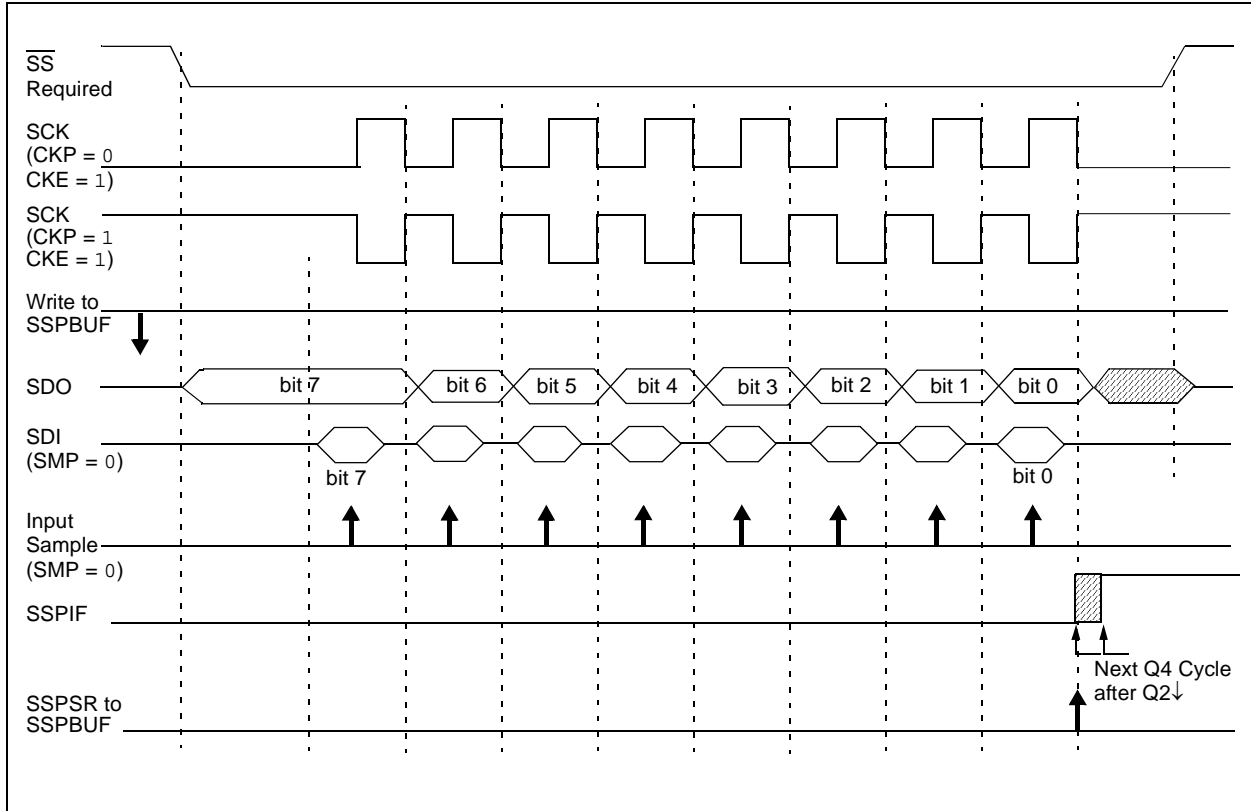 SS
Required
SCK
(CKP = 0
CKE = 1)
SCK
(CKP = 1
CKE = 1)
Write to
SSPBUF
SDO
bit 7
bit 6
bit 5
bit 4
bit 3
bit 2
bit 1
bit 0
SDI
(SMP = 0)
bit 7
bit 0
Input
Sample
(SMP = 0)
SSPIF
Next Q4 Cycle
after Q2↓
SSPSR to
SSPBUF